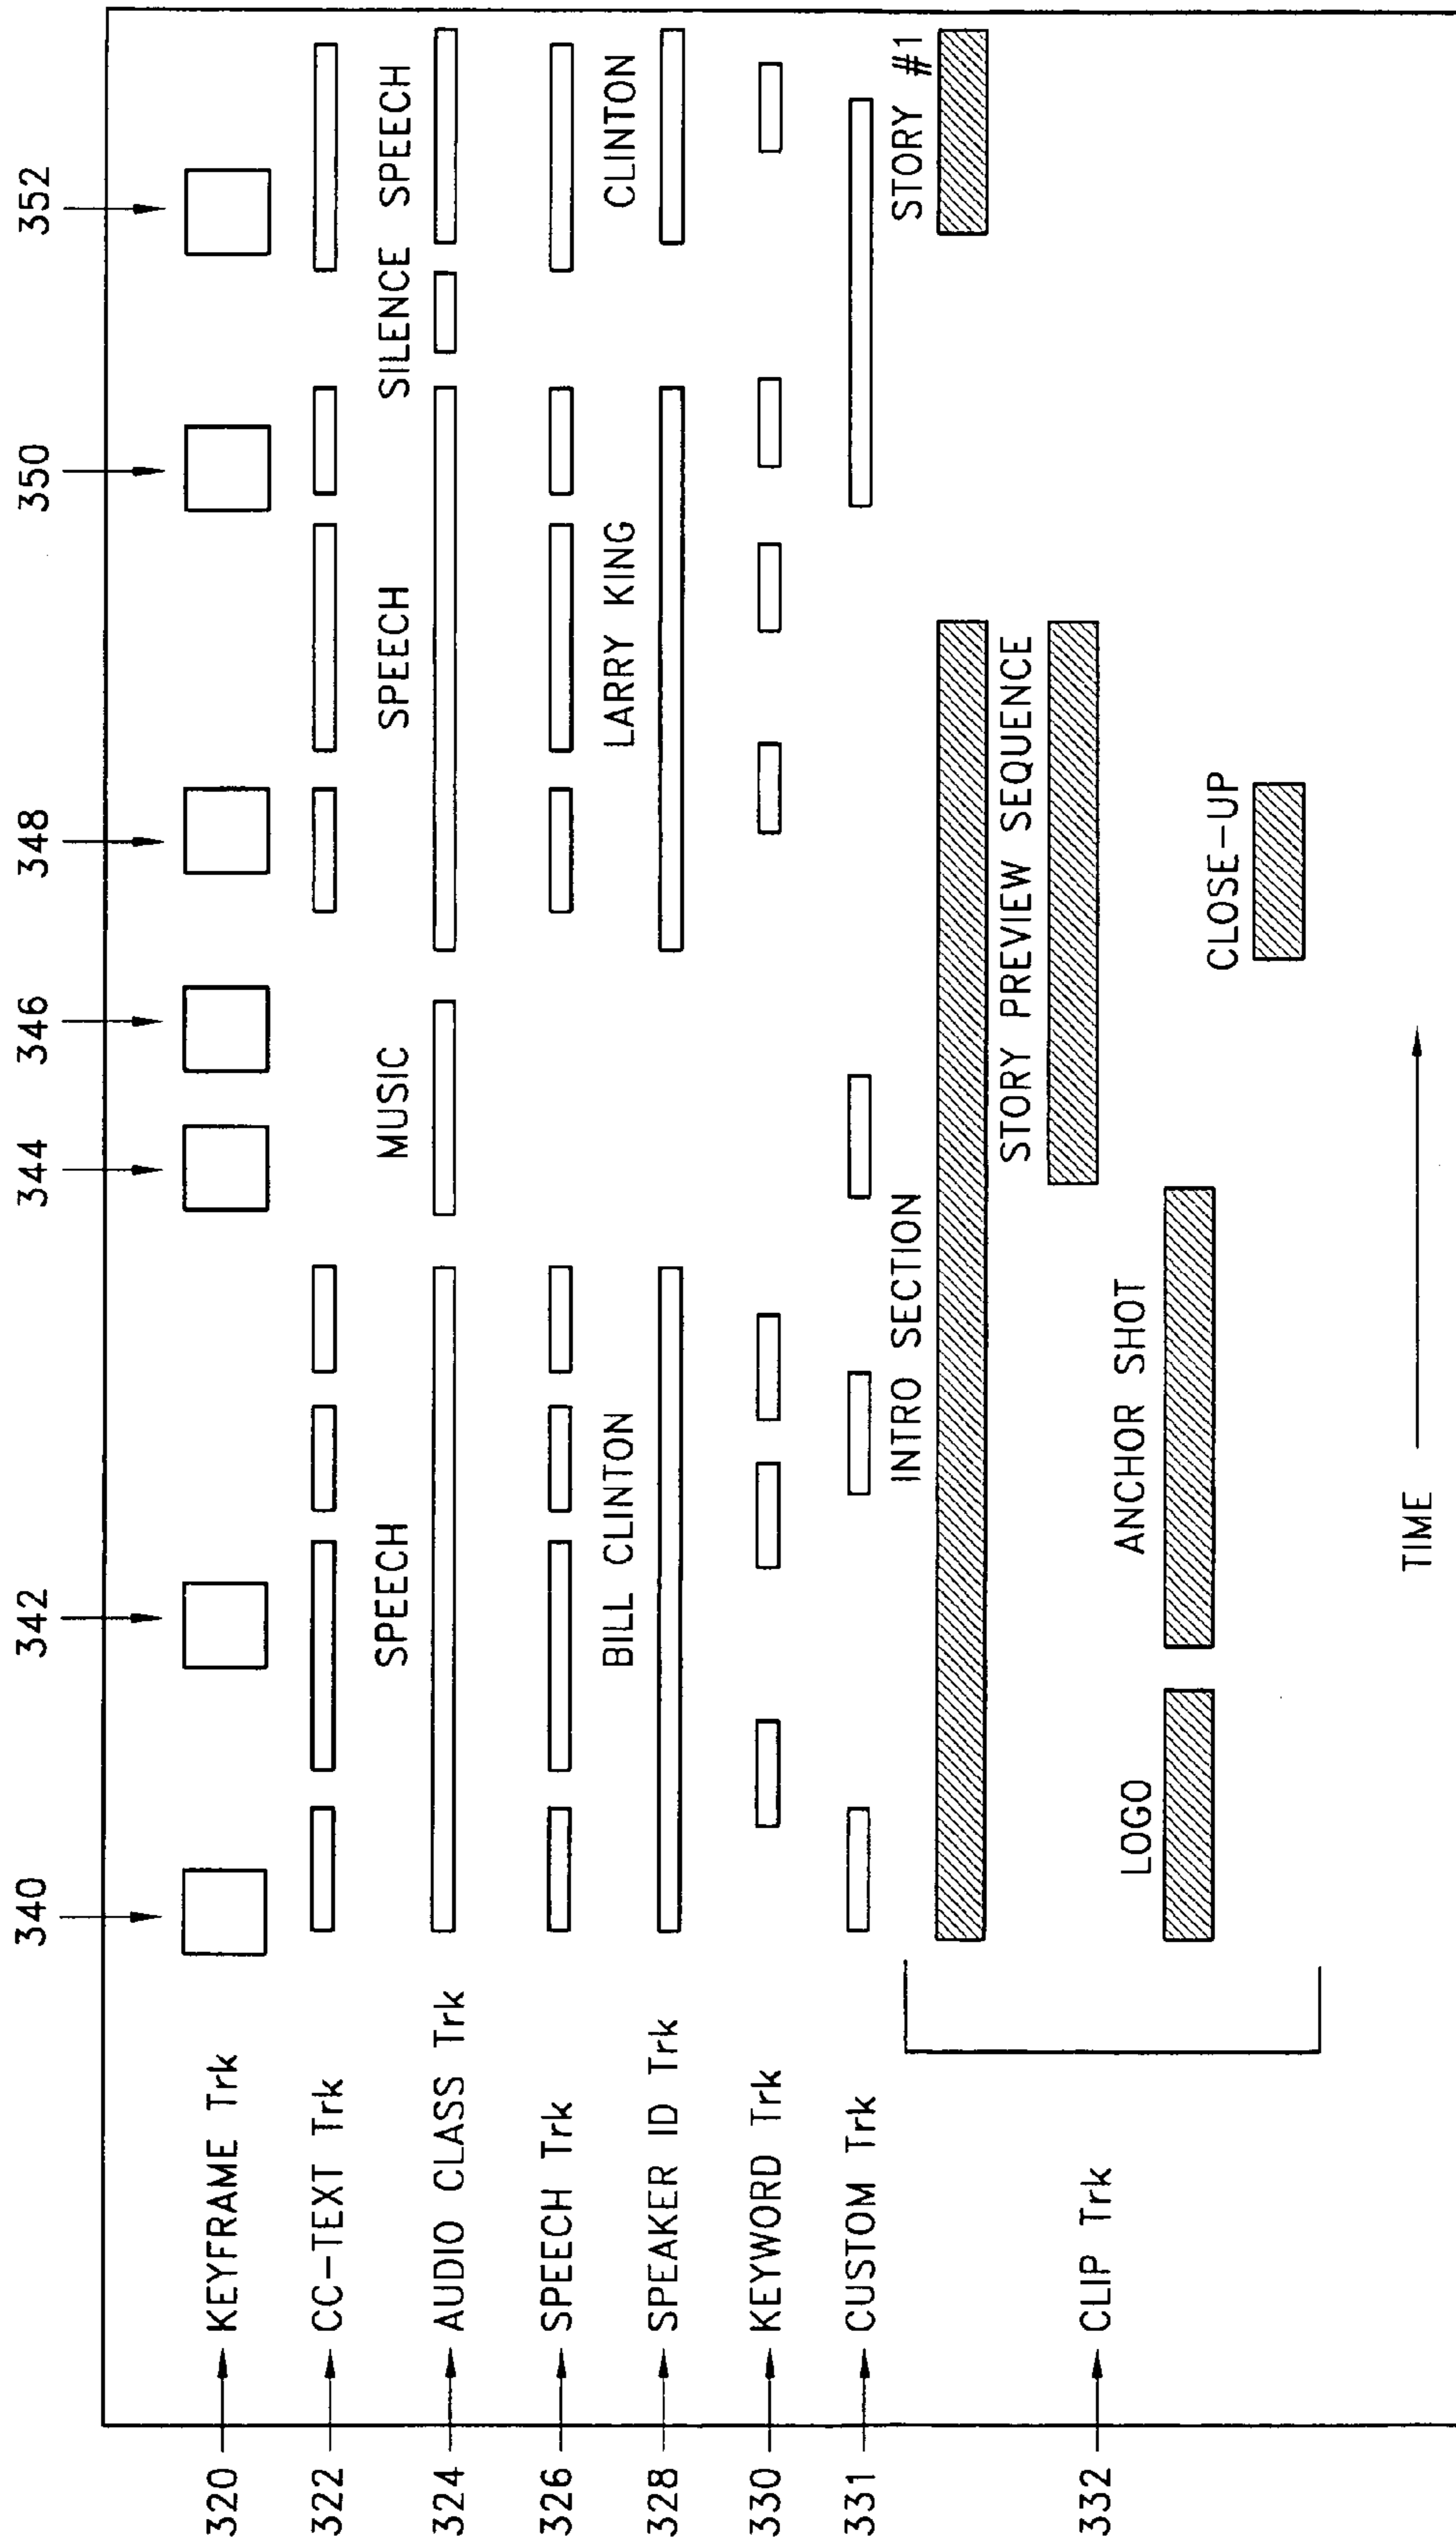 340 342 344 346 348 350 352
320 KEYFRAME Trk
322 CC-TEXT Trk
SPEECH MUSIC SPEECH SILENCE SPEECH
324 AUDIO CLASS Trk
326 SPEECH Trk
BILL CLINTON LARRY KING CLINTON
328 SPEAKER ID Trk
330 KEYWORD Trk
331 CUSTOM Trk
INTRO SECTION STORY #1
STORY PREVIEW SEQUENCE
332 CLIP Trk
LOGO ANCHOR SHOT
CLOSE-UP
TIME